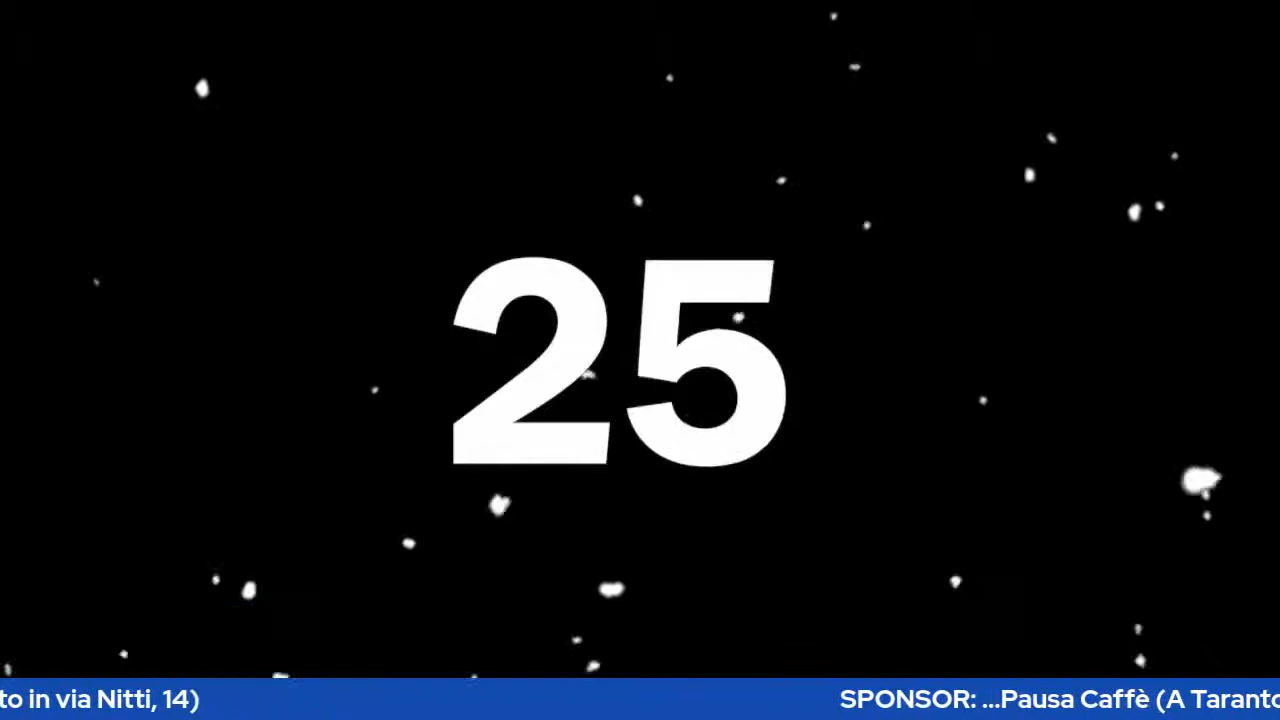 25
to in via Nitti, 14)
SPONSOR: ...Pausa Caffè (A Taranto